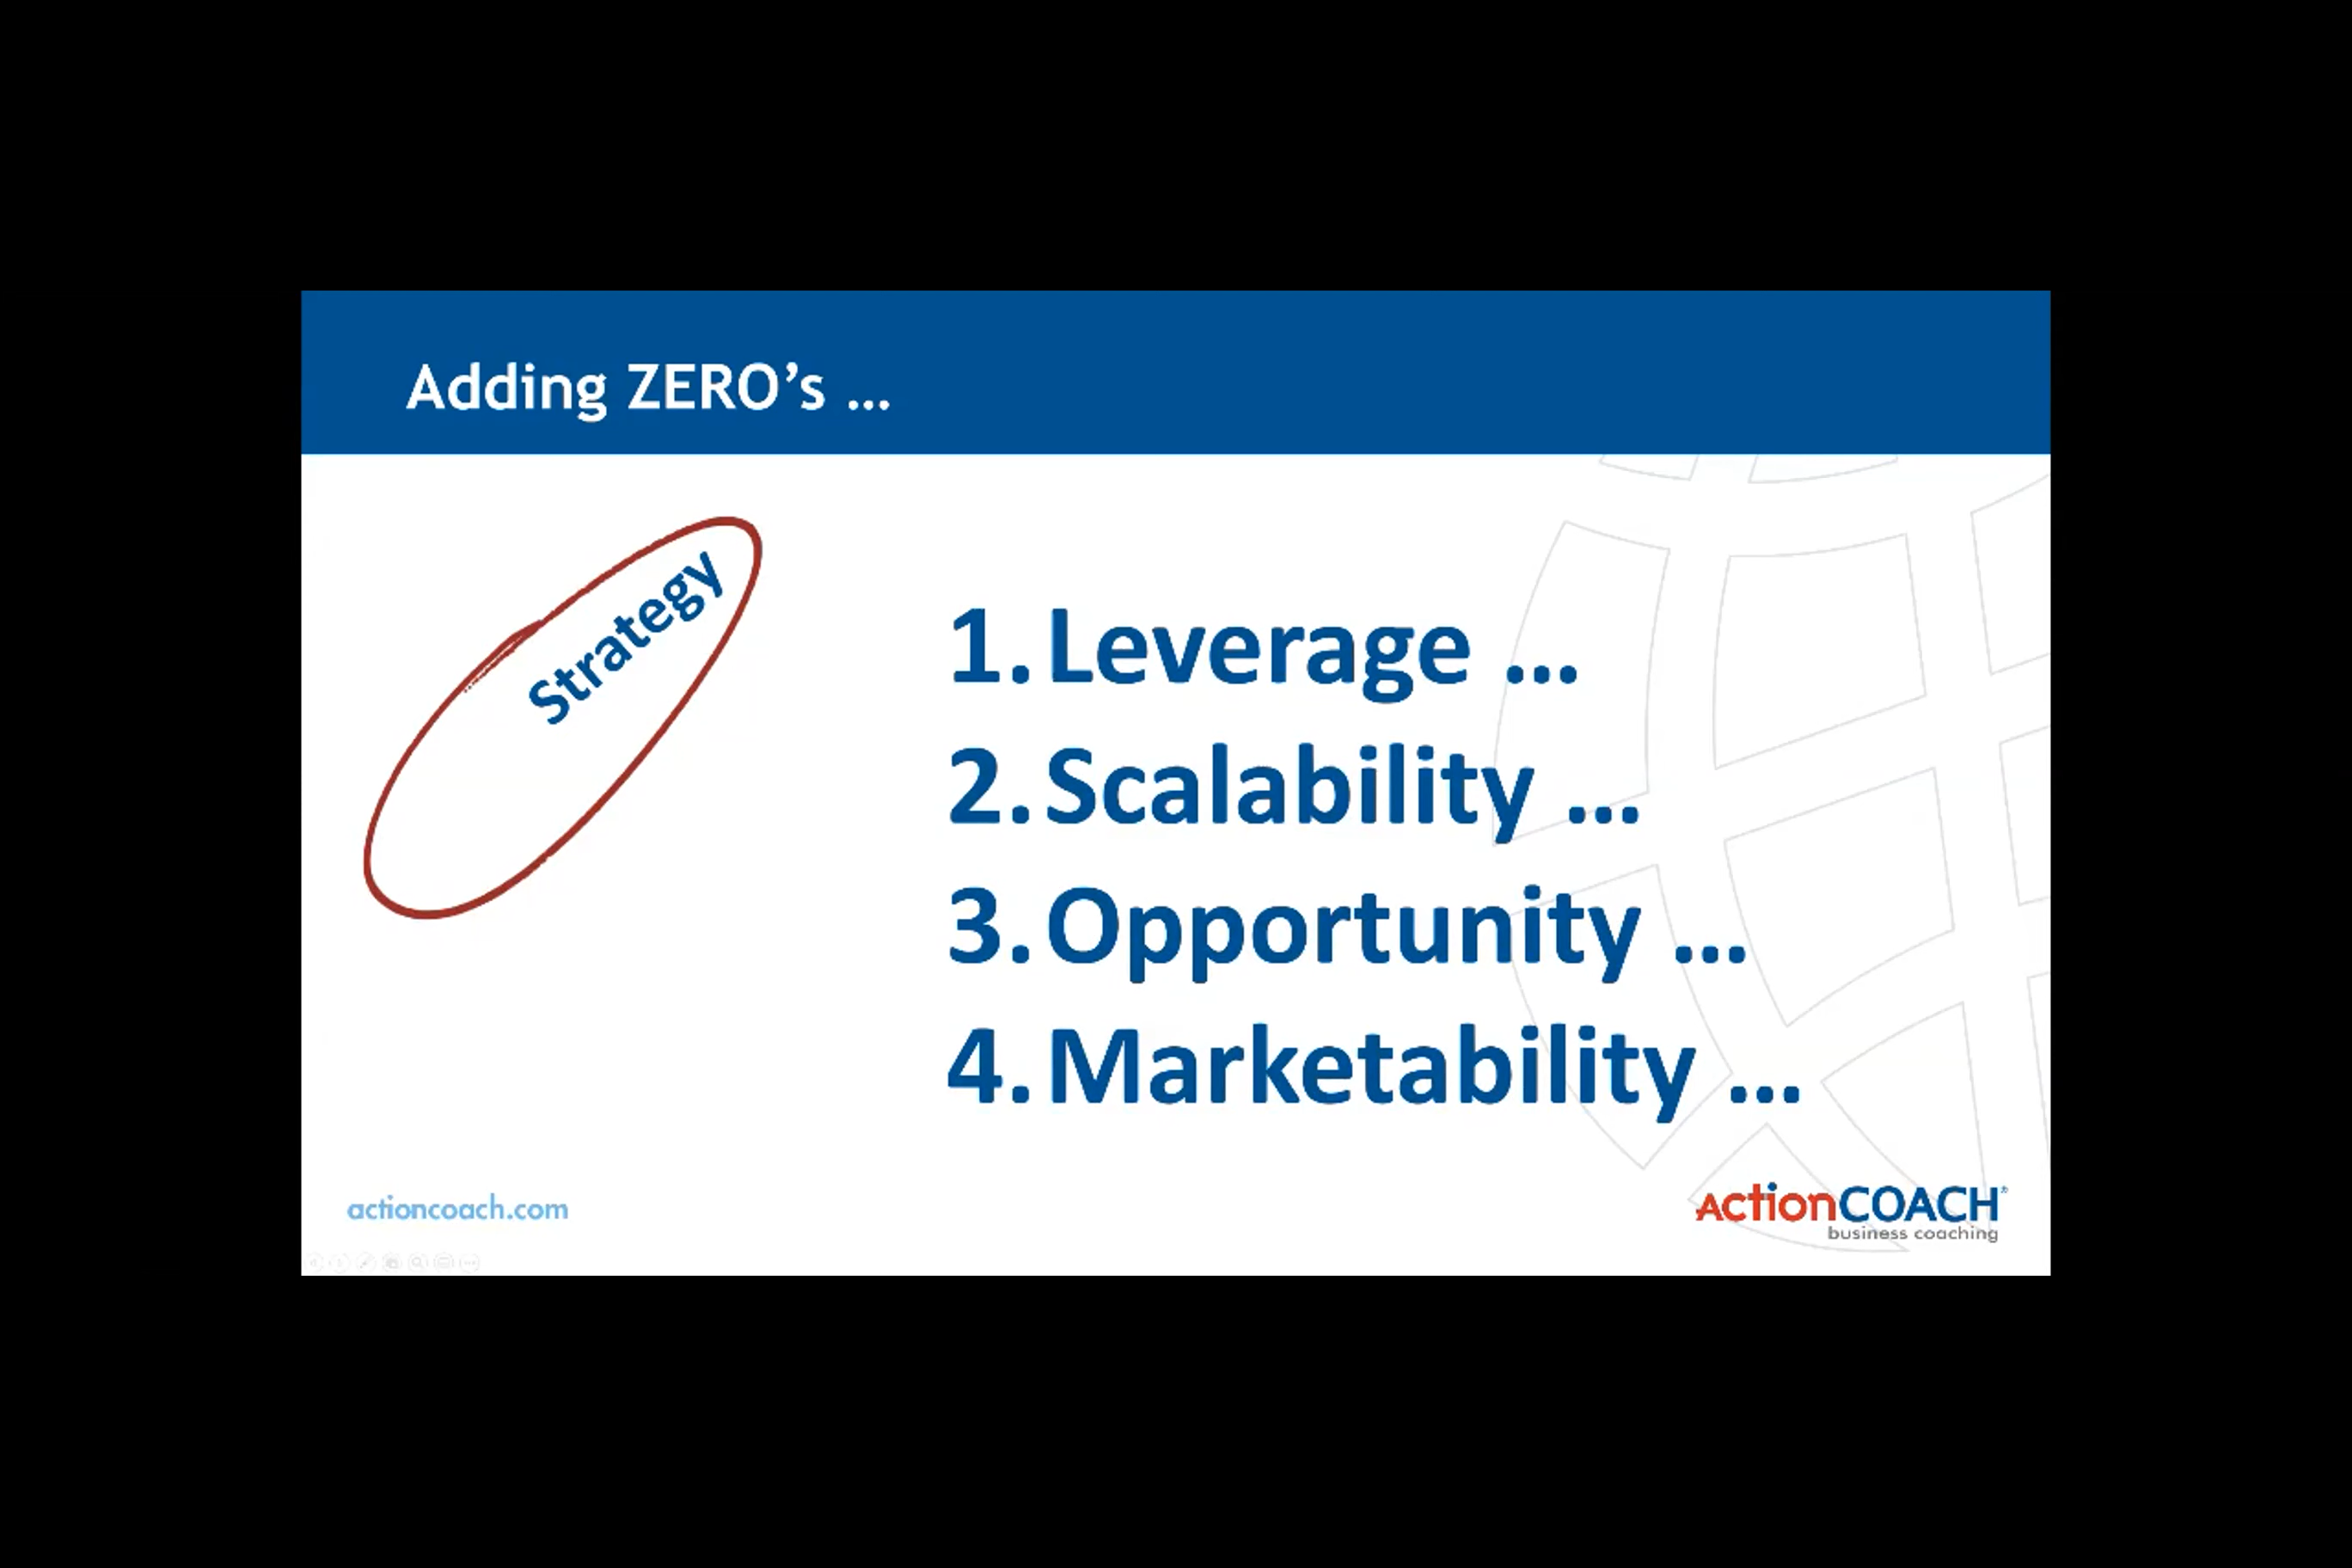 Adding ZERO’s ...
Strategy
1. Leverage ...
2. Scalability ...
3. Opportunity ...
4. Marketability ...
actioncoach.com
ActionCOACH®
business coaching